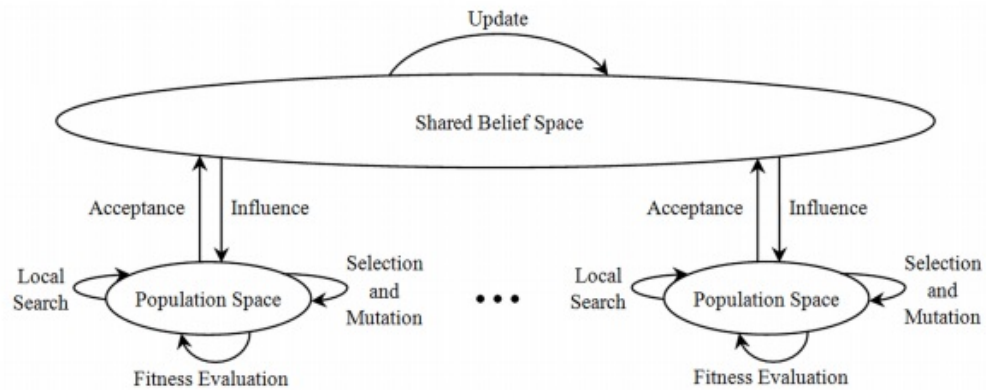 Update
Shared Belief Space
Acceptance
Influence
Acceptance
Influence
Local
Search
Population Space
Selection
and
Mutation
Fitness Evaluation
•••
Local
Search
Population Space
Selection
and
Mutation
Fitness Evaluation